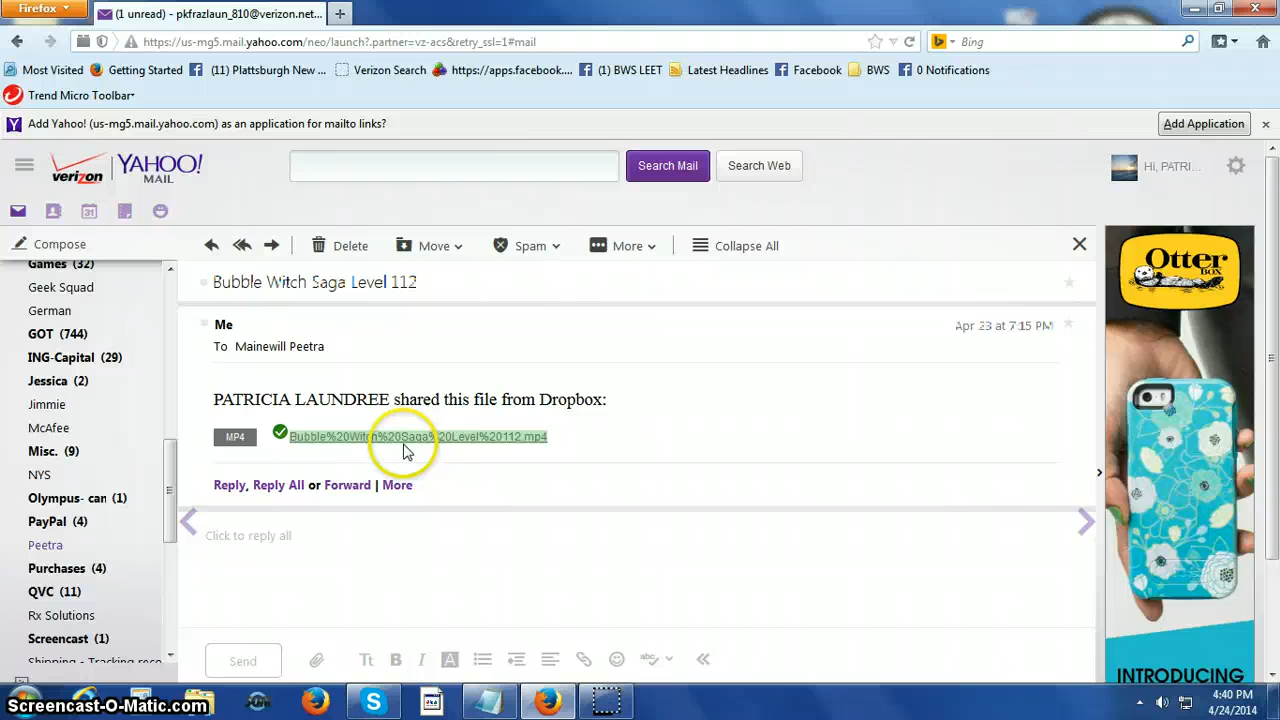 Firefox
(1 unread) - pkfrazlaun_810@verizon.net...
https://us-mg5.mail.yahoo.com/neo/launch?.partner=vz-acs&retry_ssl=1#mail
Bing
Most Visited
Getting Started
(11) Plattsburgh New ...
Verizon Search
https://apps.facebook....
(1) BWS LEET
Latest Headlines
Facebook
BWS
0 Notifications
Trend Micro Toolbar
Add Yahoo! (us-mg5.mail.yahoo.com) as an application for mailto links?
Add Application
verizon
YAHOO!
MAIL
Search Mail
Search Web
Hi, PATRI...
31
Compose
Delete
Move
Spam
More
Collapse All
Games (32)
Geek Squad
German
GOT (744)
ING-Capital (29)
Jessica (2)
Jimmie
McAfee
Misc. (9)
NYS
Olympus- can (1)
PayPal (4)
Peetra
Purchases (4)
QVC (11)
Rx Solutions
Screencast (1)
Shipping - Tracking reco
Bubble Witch Saga Level 112
Me
Apr 23 at 7:15 PM
To Mainewill Peetra
PATRICIA LAUNDREE shared this file from Dropbox:
MP4
Bubble%20Witch%20Saga%20Level%20112.mp4
Reply, Reply All or Forward | More
Click to reply all
Send
Tt
B
I
A
abc
Otter
BOX
INTRODUCING
Screencast-O-Matic.com
4:40 PM
4/24/2014